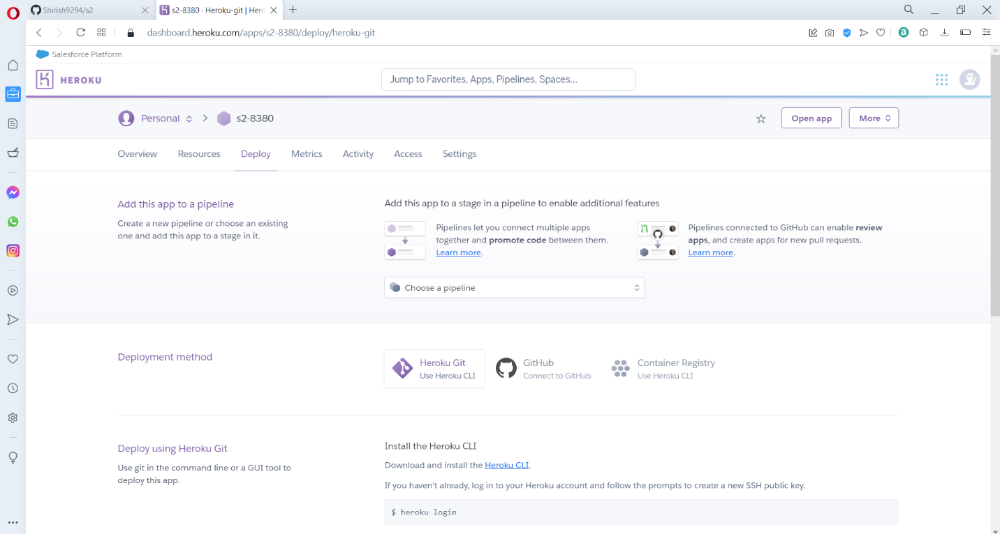 Shirish9294/s2
s2-8380 · Heroku-git | Hero
dashboard.heroku.com/apps/s2-8380/deploy/heroku-git
Salesforce Platform
HEROKU
Jump to Favorites, Apps, Pipelines, Spaces...
Personal
s2-8380
Open app
More
Overview
Resources
Deploy
Metrics
Activity
Access
Settings
Add this app to a pipeline
Create a new pipeline or choose an existing
one and add this app to a stage in it.
Add this app to a stage in a pipeline to enable additional features
Pipelines let you connect multiple apps
together and promote code between them.
Learn more.
Pipelines connected to GitHub can enable review
apps, and create apps for new pull requests.
Learn more.
Choose a pipeline
Deployment method
Heroku Git
Use Heroku CLI
GitHub
Connect to GitHub
Container Registry
Use Heroku CLI
Deploy using Heroku Git
Use git in the command line or a GUI tool to
deploy this app.
Install the Heroku CLI
Download and install the Heroku CLI.
If you haven't already, log in to your Heroku account and follow the prompts to create a new SSH public key.
$ heroku login